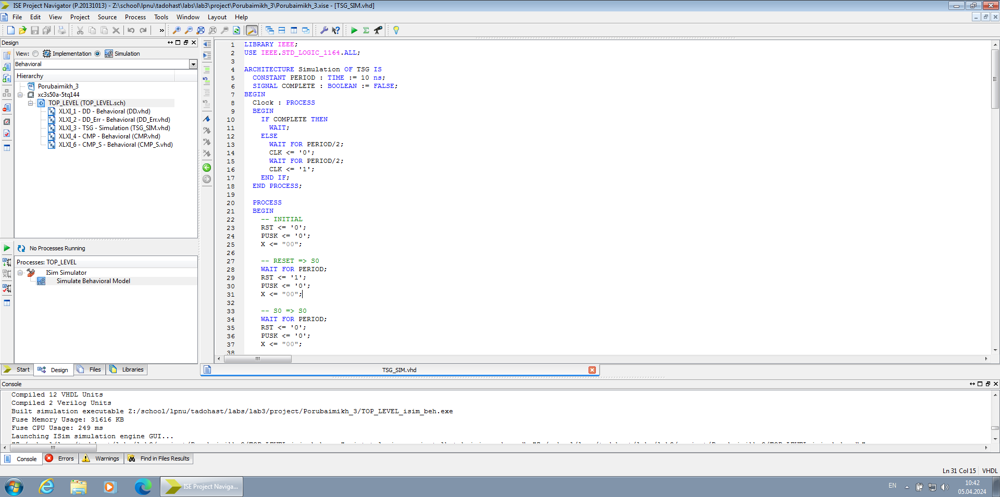 ISE Project Navigator (P.20131013) - Z:\school\lpnu\tadohast\labs\lab3\project\Porubaimikh_3\Porubaimikh_3.xise - [TSG_SIM.vhd]
File Edit View Project Source Process Tools Window Layout Help
»
Design
View: Implementation Simulation
Behavioral
Hierarchy
Porubaimikh_3
xc3s50a-5tq144
TOP_LEVEL (TOP_LEVEL.sch)
XLXI_1 - DD - Behavioral (DD.vhd)
XLXI_2 - DD_Err - Behavioral (DD_Err.vhd)
XLXI_3 - TSG - Simulation (TSG_SIM.vhd)
XLXI_4 - CMP - Behavioral (CMP.vhd)
XLXI_6 - CMP_S - Behavioral (CMP_S.vhd)
No Processes Running
Processes: TOP_LEVEL
ISim Simulator
Simulate Behavioral Model
Start Design Files Libraries
1 LIBRARY IEEE;
2 USE IEEE.STD_LOGIC_1164.ALL;
3
4 ARCHITECTURE Simulation OF TSG IS
5 CONSTANT PERIOD : TIME := 10 ns;
6 SIGNAL COMPLETE : BOOLEAN := FALSE;
7 BEGIN
8 Clock : PROCESS
9 BEGIN
10 IF COMPLETE THEN
11 WAIT;
12 ELSE
13 WAIT FOR PERIOD/2;
14 CLK <= '0';
15 WAIT FOR PERIOD/2;
16 CLK <= '1';
17 END IF;
18 END PROCESS;
19
20 PROCESS
21 BEGIN
22 -- INITIAL
23 RST <= '0';
24 PUSK <= '0';
25 X <= "00";
26
27 -- RESET => S0
28 WAIT FOR PERIOD;
29 RST <= '1';
30 PUSK <= '0';
31 X <= "00";
32
33 -- S0 => S0
34 WAIT FOR PERIOD;
35 RST <= '0';
36 PUSK <= '0';
37 X <= "00";
38
TSG_SIM.vhd
Console
Compiled 12 VHDL Units
Compiled 2 Verilog Units
Built simulation executable Z:/school/lpnu/tadohast/labs/lab3/project/Porubaimikh_3/TOP_LEVEL_isim_beh.exe
Fuse Memory Usage: 31616 KB
Fuse CPU Usage: 249 ms
Launching ISim simulation engine GUI...
Console Errors Warnings Find in Files Results
Ln 31 Col 15 VHDL
ISE Project Naviga...
EN
10:42
05.04.2024